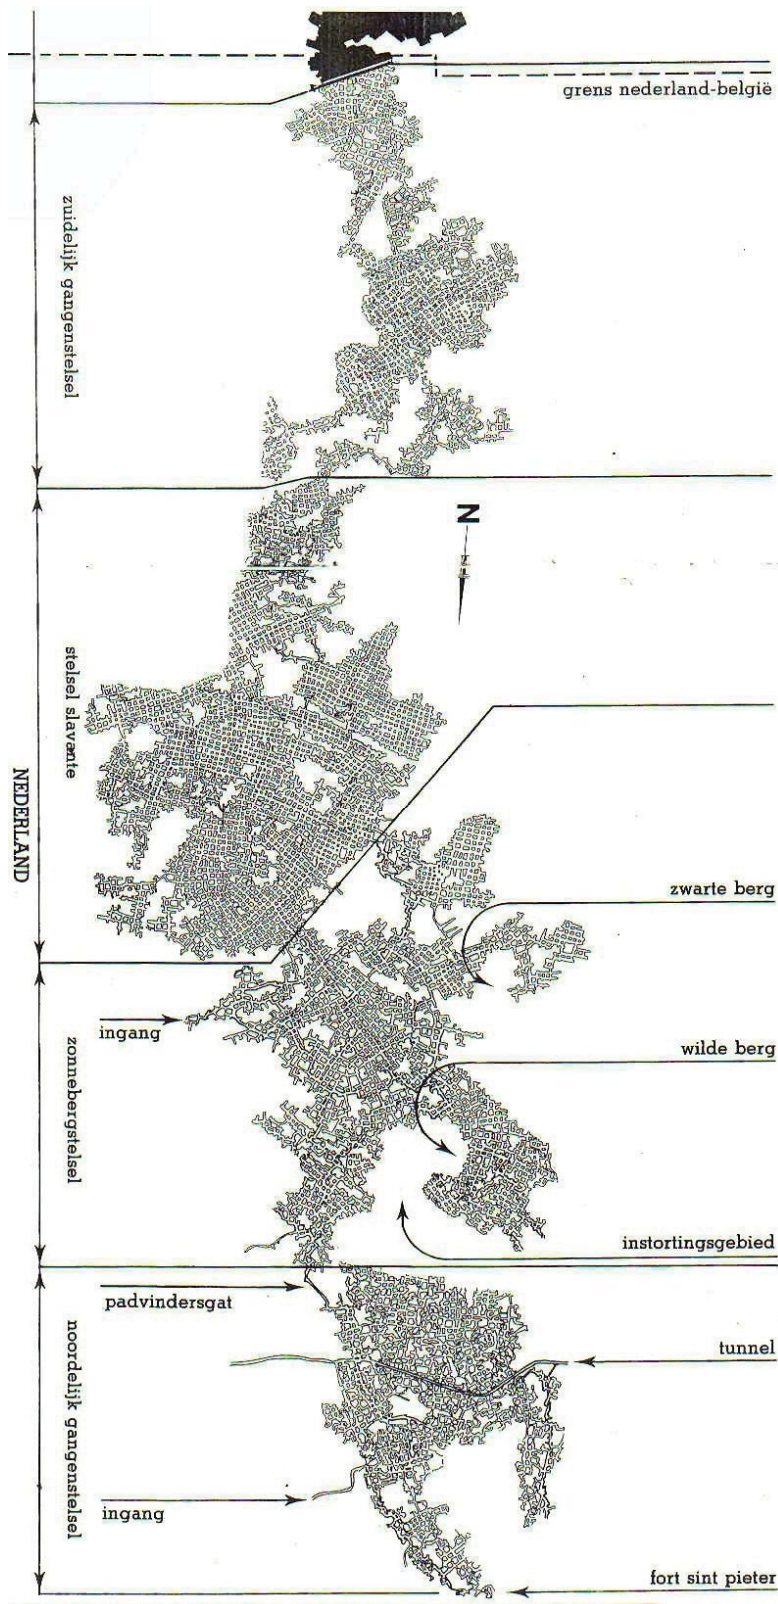 grens nederland-belgië
zuidelijk gangenstelsel
N
stelsel slavante
NEDERLAND
zwarte berg
ingang
wilde berg
zonnebergstelsel
instortingsgebied
padvindersgat
tunnel
noordelijk gangenstelsel
ingang
fort sint pieter